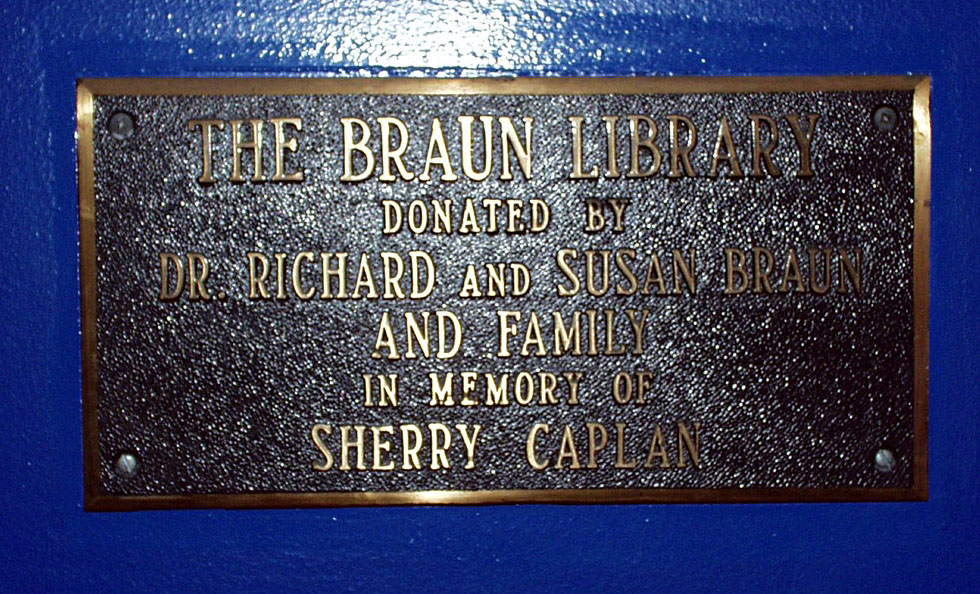 THE BRAUN LIBRARY
DONATED BY
DR. RICHARD AND SUSAN BRAUN
AND FAMILY
IN MEMORY OF
SHERRY CAPLAN